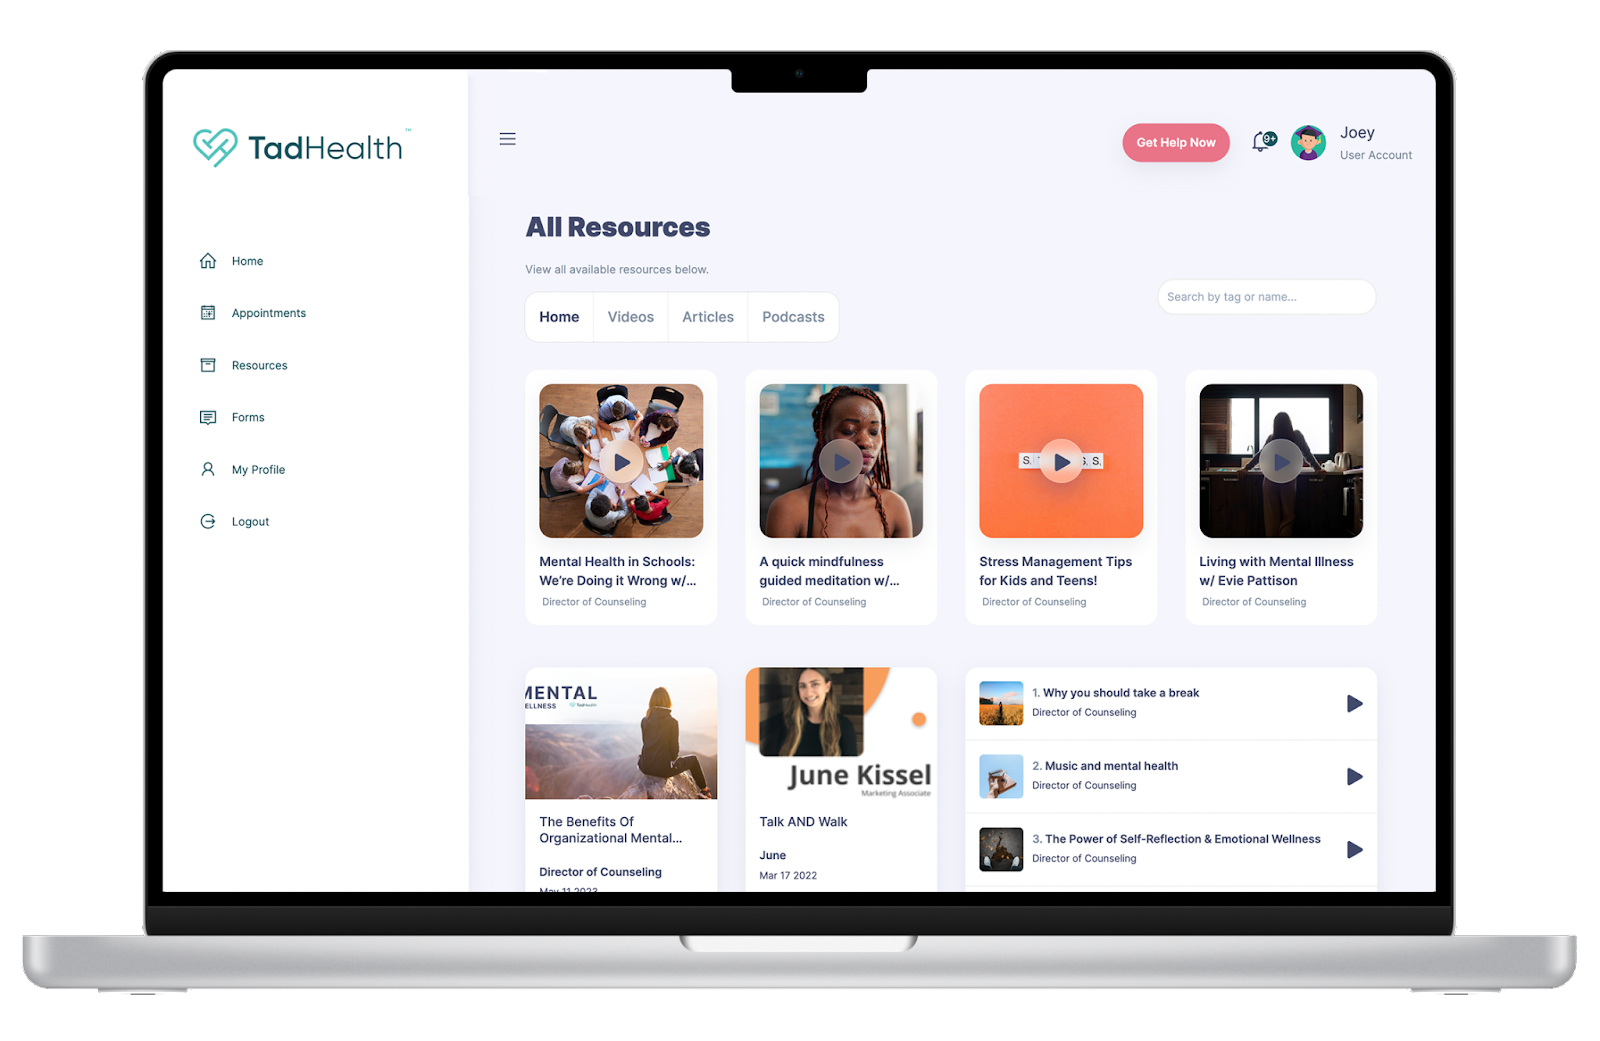 TadHealth™
Get Help Now
9+
Joey
User Account
Home
Appointments
Resources
Forms
My Profile
Logout
All Resources
View all available resources below.
Search by tag or name...
Home
Videos
Articles
Podcasts
Mental Health in Schools:
We're Doing it Wrong w/...
Director of Counseling
A quick mindfulness
guided meditation w/...
Director of Counseling
S. S. S.
Stress Management Tips
for Kids and Teens!
Director of Counseling
Living with Mental Illness
w/ Evie Pattison
Director of Counseling
MENTAL
ELLNESS
TadHealth
The Benefits Of
Organizational Mental...
Director of Counseling
May 11 2023
June Kissel
Marketing Associate
Talk AND Walk
June
Mar 17 2022
1. Why you should take a break
Director of Counseling
2. Music and mental health
Director of Counseling
3. The Power of Self-Reflection & Emotional Wellness
Director of Counseling